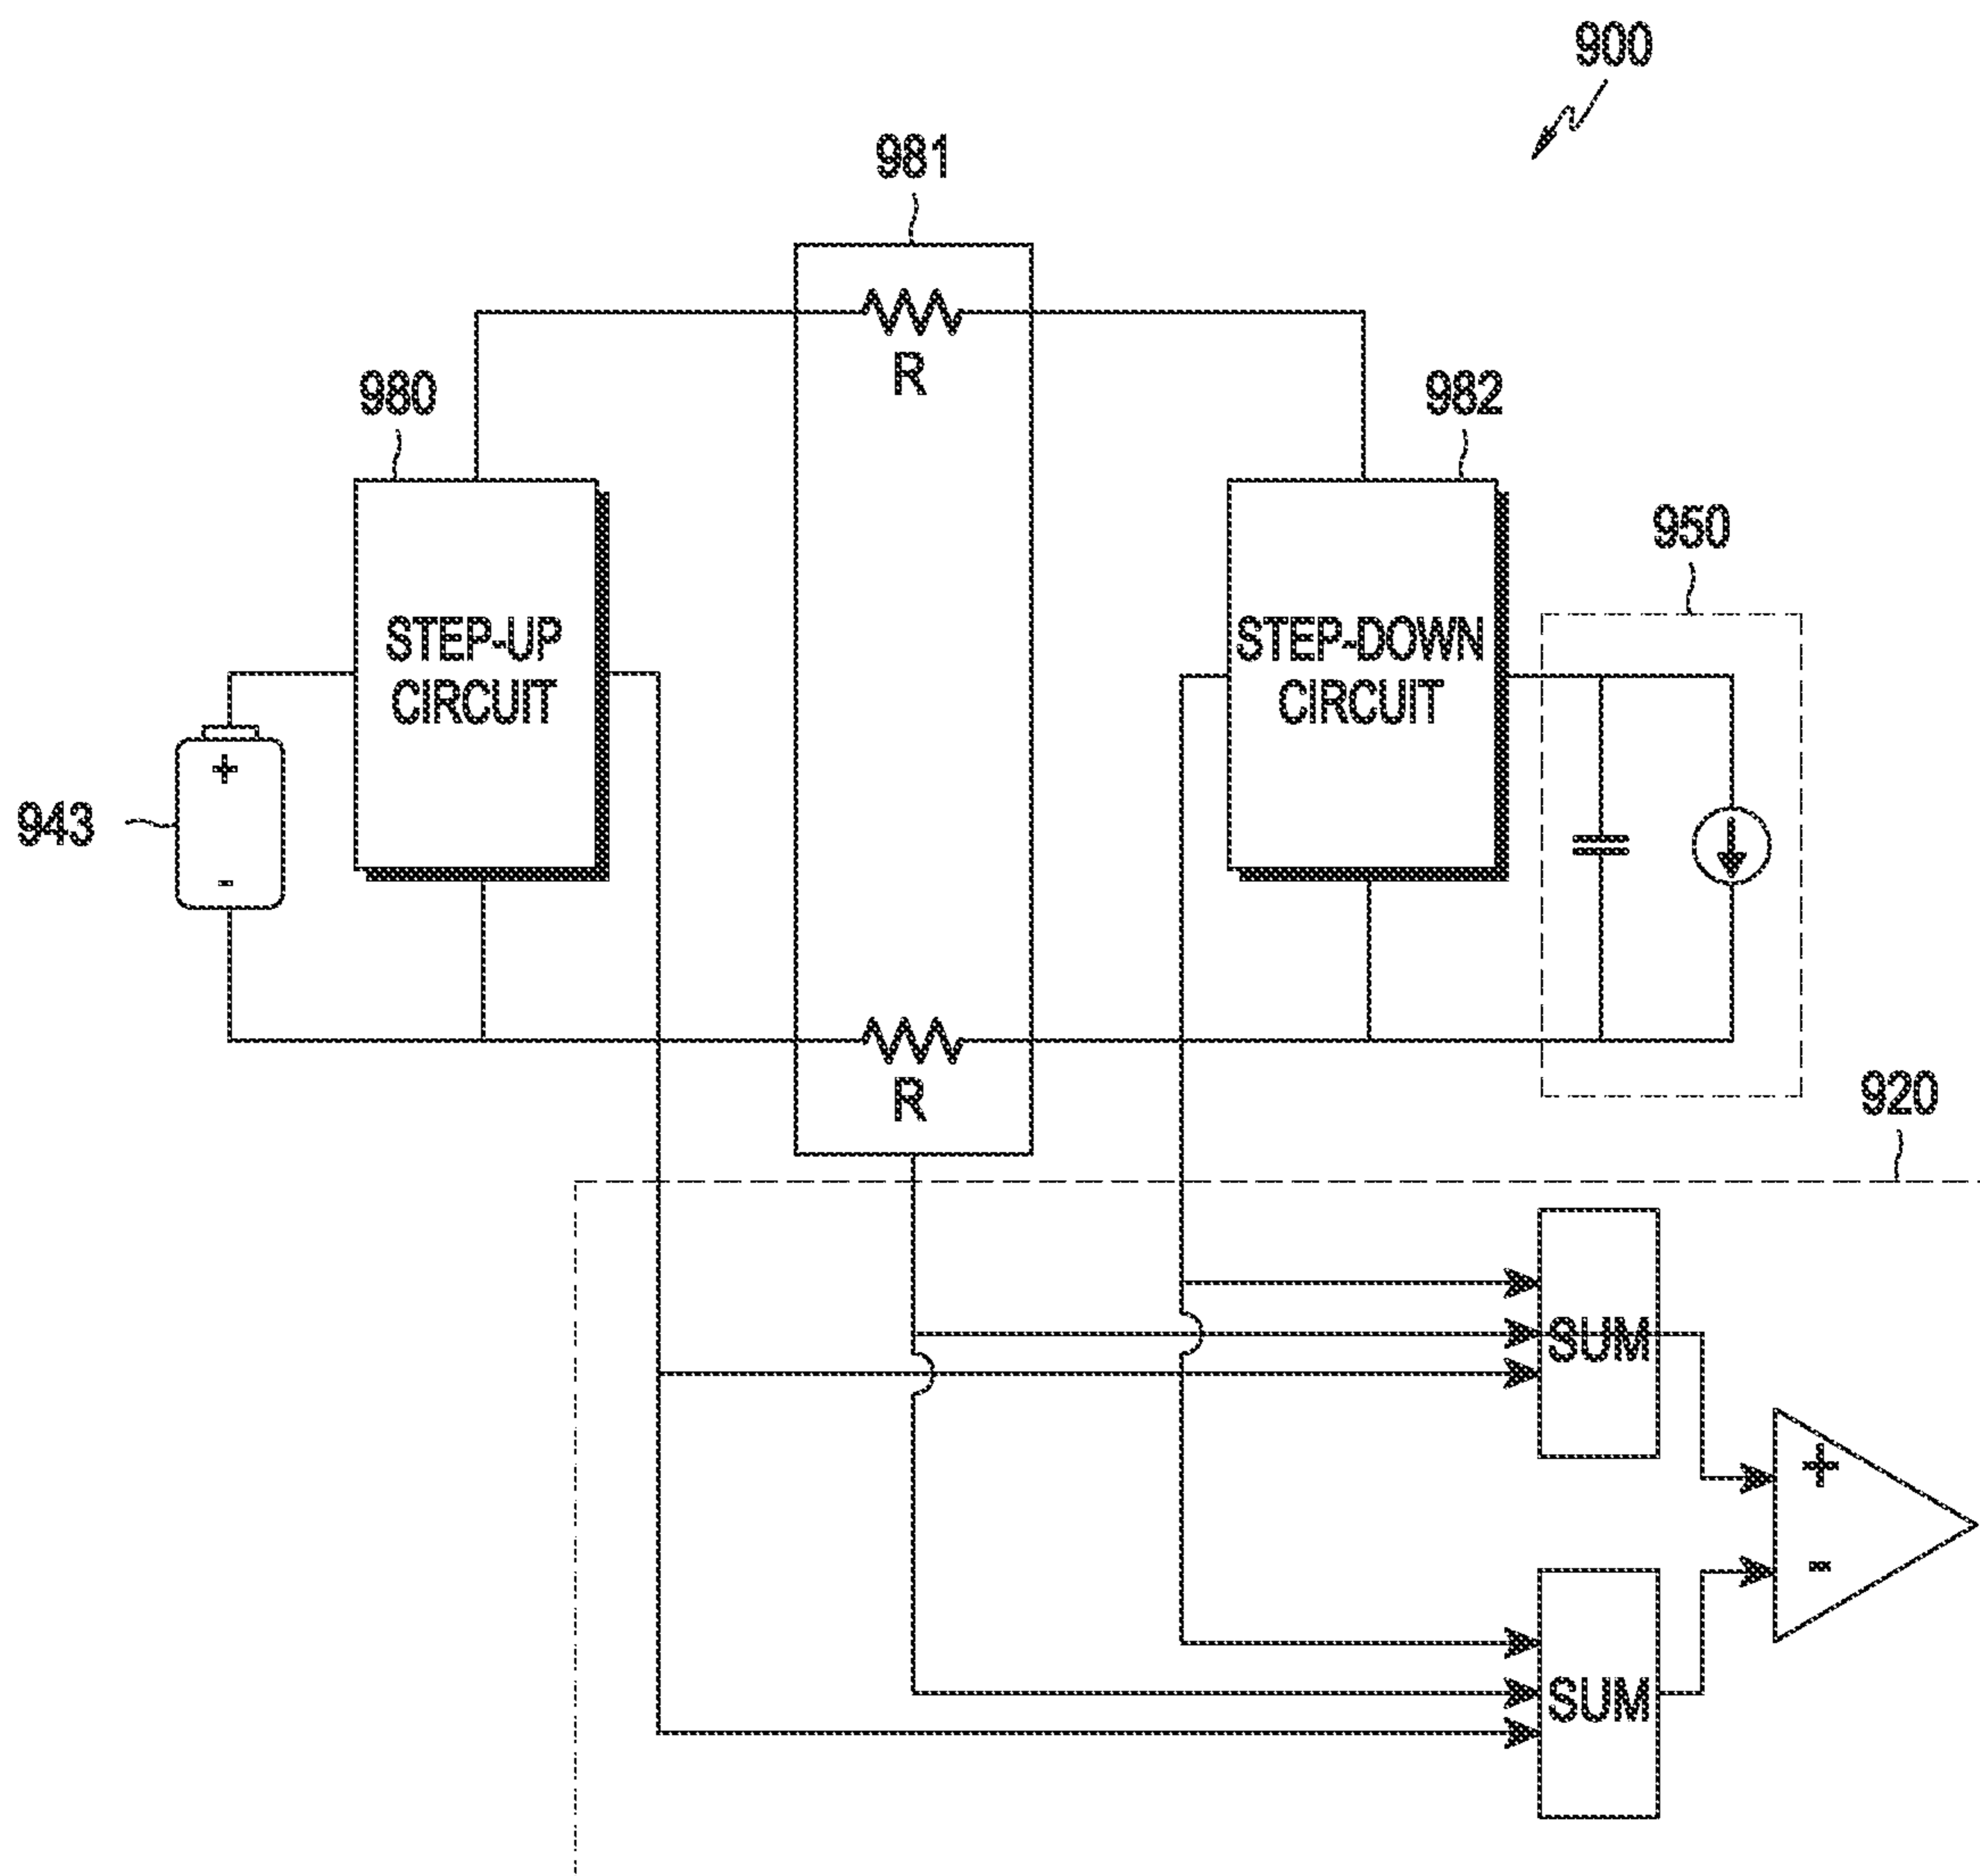 900
981
R
980
982
950
STEP-UP
CIRCUIT
STEP-DOWN
CIRCUIT
+
-
943
R
920
SUM
+
-
SUM